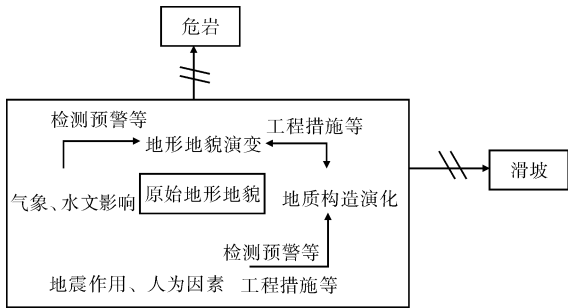 危岩
检测预警等
工程措施等
地形地貌演变
滑坡
气象、水文影响
原始地形地貌
地质构造演化
检测预警等
地震作用、人为因素
工程措施等